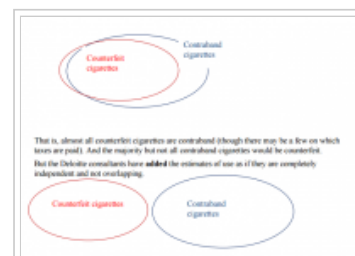 Contraband
cigarettes
Counterfeit
cigarettes
That is, almost all counterfeit cigarettes are contraband (though there may be a few on which
taxes are paid). And the majority but not all contraband cigarettes would be counterfeit.
But the Deloitte consultants have added the estimates of use as if they are completely
independent and not overlapping.
Counterfeit cigarettes
Contraband
cigarettes